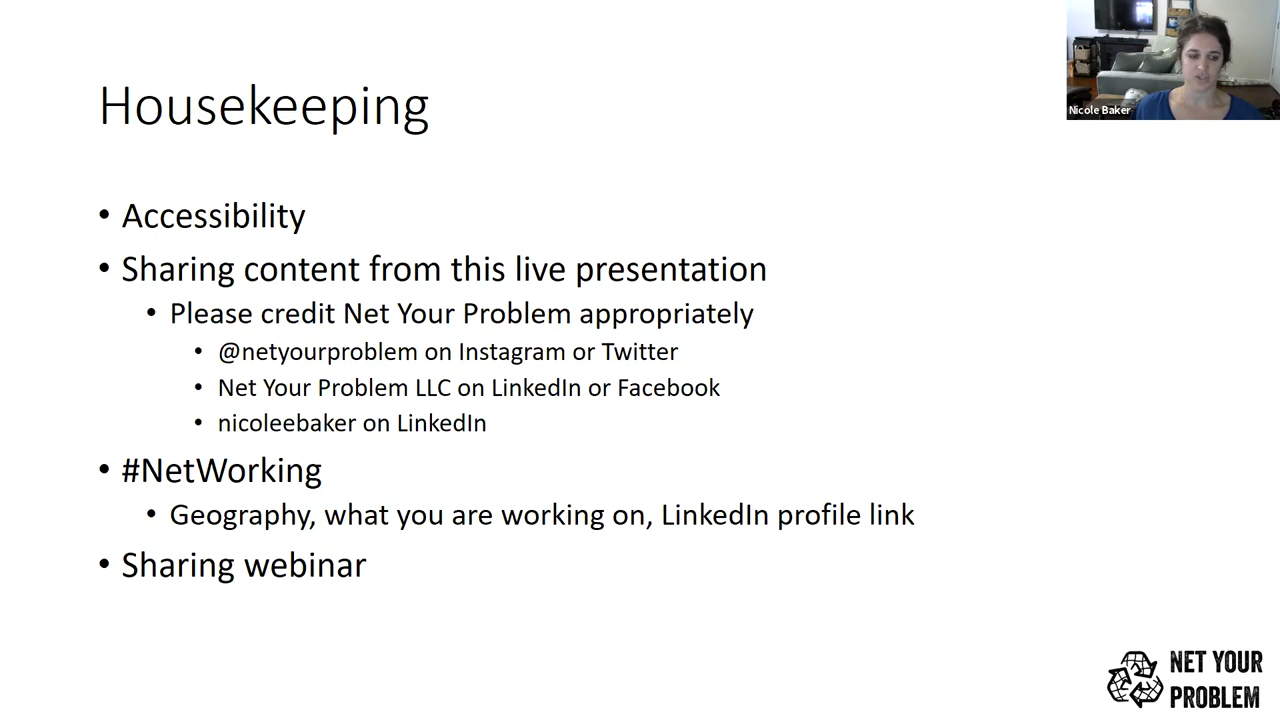 Housekeeping
• Accessibility
• Sharing content from this live presentation
• Please credit Net Your Problem appropriately
• @netyourproblem on Instagram or Twitter
• Net Your Problem LLC on LinkedIn or Facebook
• nicoleebaker on LinkedIn
• #NetWorking
• Geography, what you are working on, LinkedIn profile link
• Sharing webinar
Nicole Baker
NET YOUR
PROBLEM